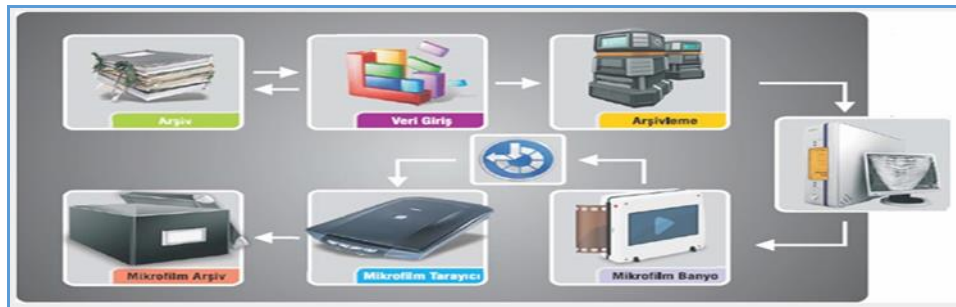 Arşiv
Veri Giriş
Arşivleme
Mikrofilm Arşiv
Mikrofilm Tarayıcı
Mikrofilm Banyo